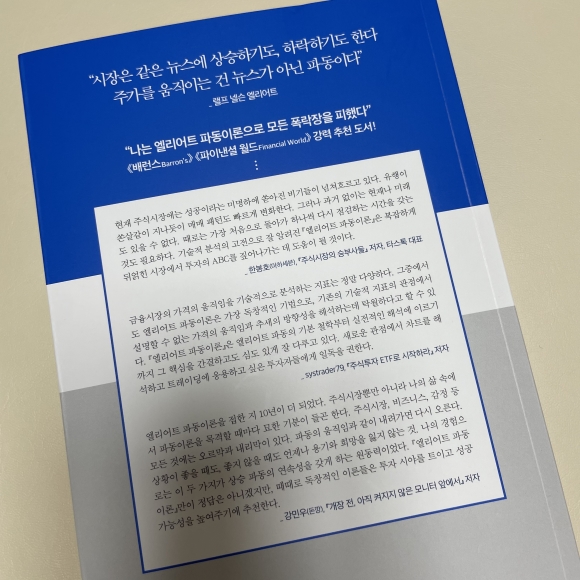 “시장은 같은 뉴스에 상승하기도, 하락하기도 한다
주가를 움직이는 건 뉴스가 아닌 파동이다”
_ 랠프 넬슨 엘리어트
“나는 엘리어트 파동이론으로 모든 폭락장을 피했다”
《배런스Barron's》《파이낸셜 월드Financial World》 강력 추천 도서!
⋮
현재 주식시장에는 성공이라는 미명하에 쏟아진 비기들이 넘쳐흐르고 있다. 유행이
쏜살같이 지나듯이 매매 패턴도 빠르게 변화한다. 그러나 과거 없이는 현재나 미래
도 있을 수 없다. 때로는 가장 처음으로 돌아가 하나씩 다시 점검하는 시간을 갖는
것도 필요하다. 기술적 분석의 고전으로 잘 알려진 『엘리어트 파동이론』은 복잡하게
뒤얽힌 시장에서 투자의 ABC를 짚어나가는 데 도움이 될 것이다.
_ 한봉호(마하세븐), 『주식시장의 승부사들』 저자, 타스톡 대표
금융시장의 가격의 움직임을 기술적으로 분석하는 지표는 정말 다양하다. 그중에서
도 엘리어트 파동이론은 가장 독창적인 기법으로, 기존의 기술적 지표의 관점에서
설명할 수 없는 가격의 움직임과 추세의 방향성을 해석하는데 탁월하다고 할 수 있
다. 『엘리어트 파동이론』은 엘리어트 파동의 기본 철학부터 실전적인 해석에 이르기
까지 그 핵심을 간결하고도 심도 있게 잘 다루고 있다. 새로운 관점에서 차트를 해
석하고 트레이딩에 응용하고 싶은 투자자들에게 일독을 권한다.
_ systrader79, 『주식투자 ETF로 시작하라』 저자
엘리어트 파동이론을 접한 지 10년이 더 되었다. 주식시장뿐만 아니라 나의 삶 속에
서 파동이론을 목격할 때마다 묘한 기분이 들곤 한다. 주식시장, 비즈니스, 감정 등
모든 것에는 오르막과 내리막이 있다. 파동의 움직임과 같이 내려가면 다시 오른다.
상황이 좋을 때도, 좋지 않을 때도 언제나 용기와 희망을 잃지 않는 것. 나의 경험으
로는 이 두 가지가 상승 파동의 연속성을 갖게 하는 원동력이었다. 『엘리어트 파동
이론』만이 정답은 아니겠지만, 때때로 독창적인 이론들은 투자 시야를 트이고 성공
가능성을 높여주기에 추천한다.
_ 강민우(돈깡), 『개장 전, 아직 켜지지 않은 모니터 앞에서』 저자